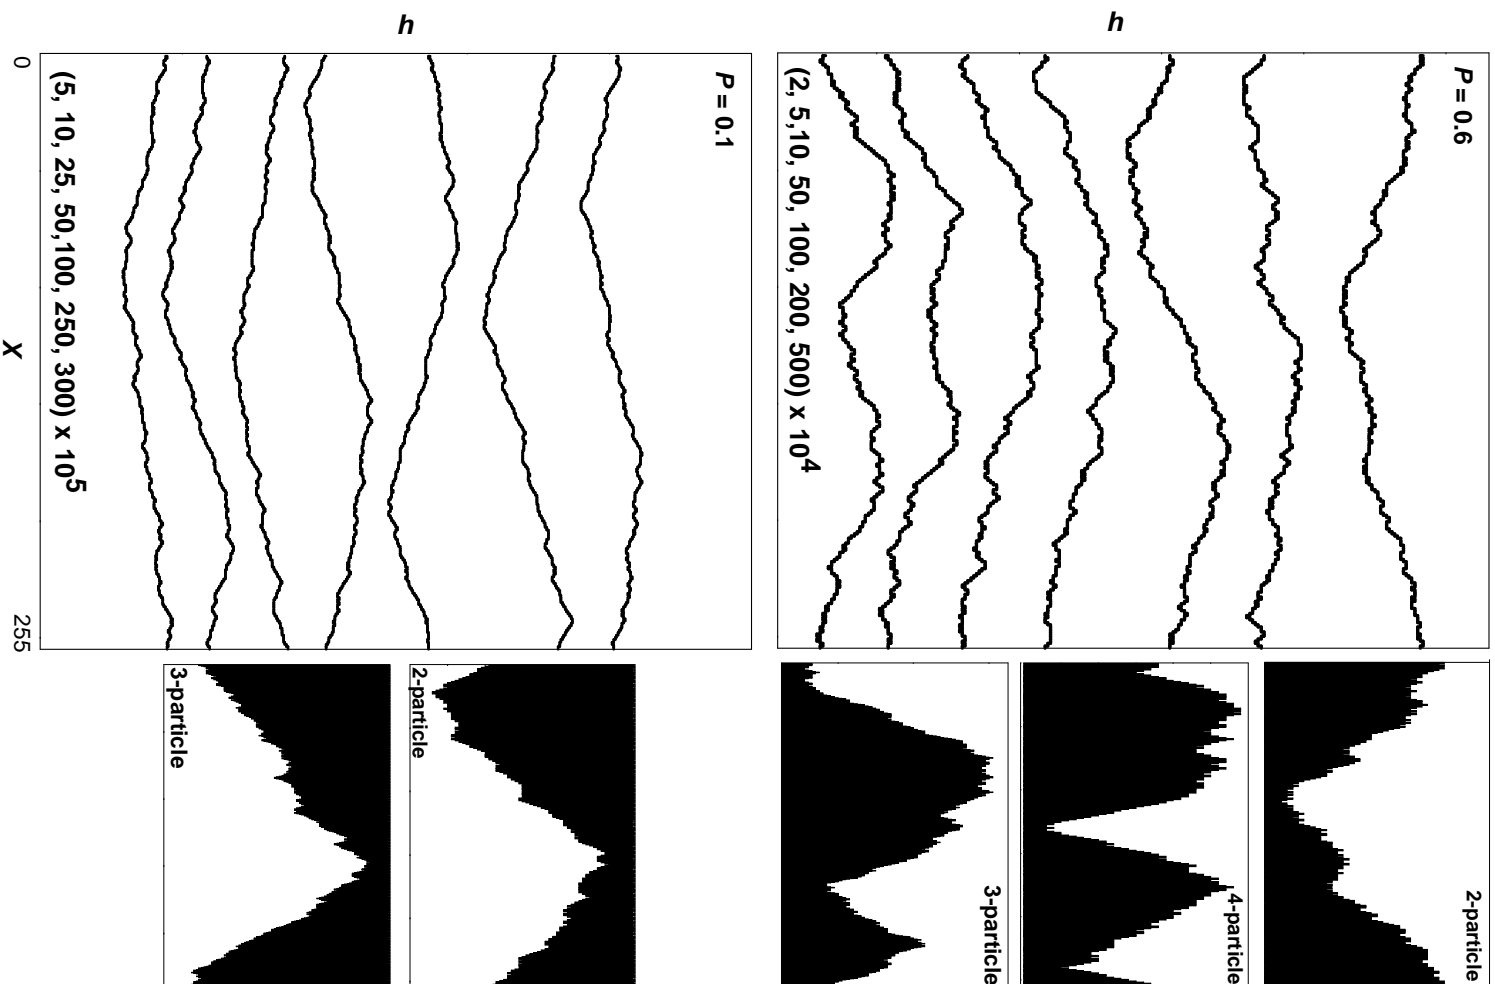 h
h
P = 0.1
(5, 10, 25, 50,100, 250, 300) x 10^5
0
X
255
P = 0.6
(2, 5,10, 50, 100, 200, 500) x 10^4
3-particle
2-particle
3-particle
4-particle
2-particle